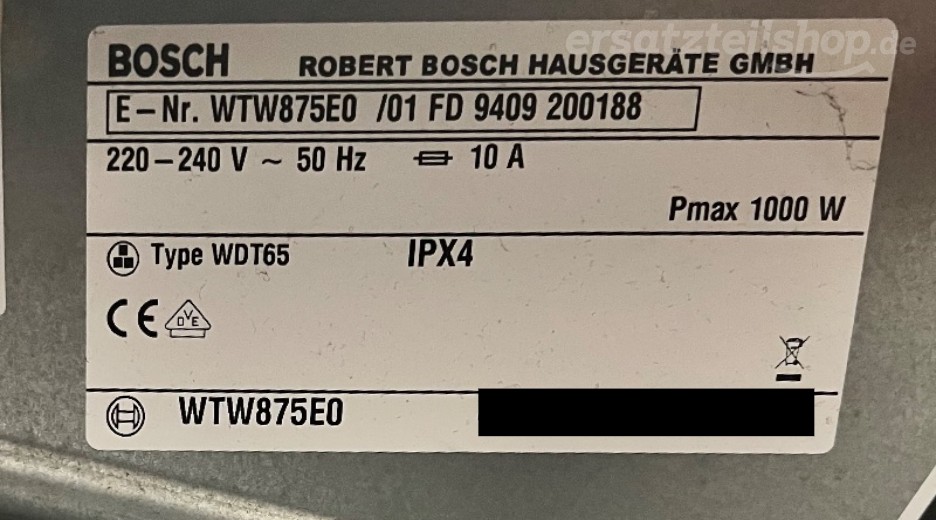 ersatzteilshop.de
BOSCH ROBERT BOSCH HAUSGERÄTE GMBH
E-Nr. WTW875E0 /01 FD 9409 200188
220-240 V ~ 50 Hz 10 A
Pmax 1000 W
Type WDT65 IPX4
CE DVE
WTW875E0